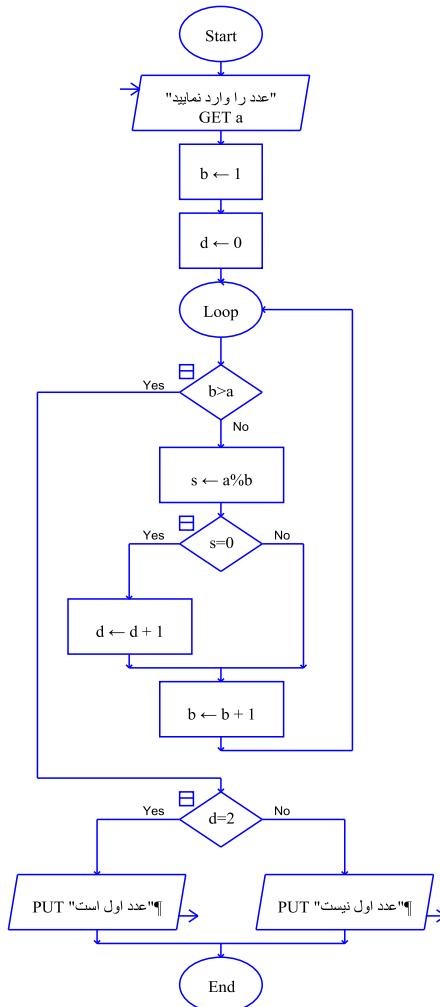 Start
"عدد را وارد نمایید"
GET a
b ← 1
d ← 0
Loop
Yes
b>a
No
s ← a%b
Yes
s=0
No
d ← d + 1
b ← b + 1
Yes
d=2
No
PUT "عدد اول است"¶
PUT "عدد اول نیست"¶
End